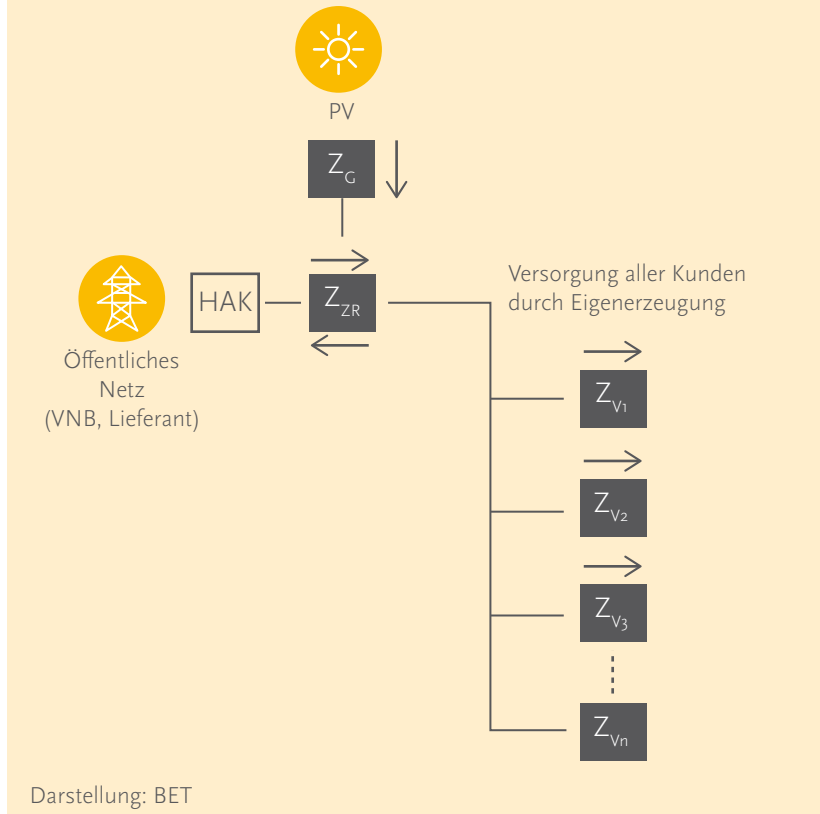 PV
Z_G
HAK
Z_ZR
Öffentliches
Netz
(VNB, Lieferant)
Versorgung aller Kunden
durch Eigenerzeugung
Z_V1
Z_V2
Z_V3
Z_Vn
Darstellung: BET